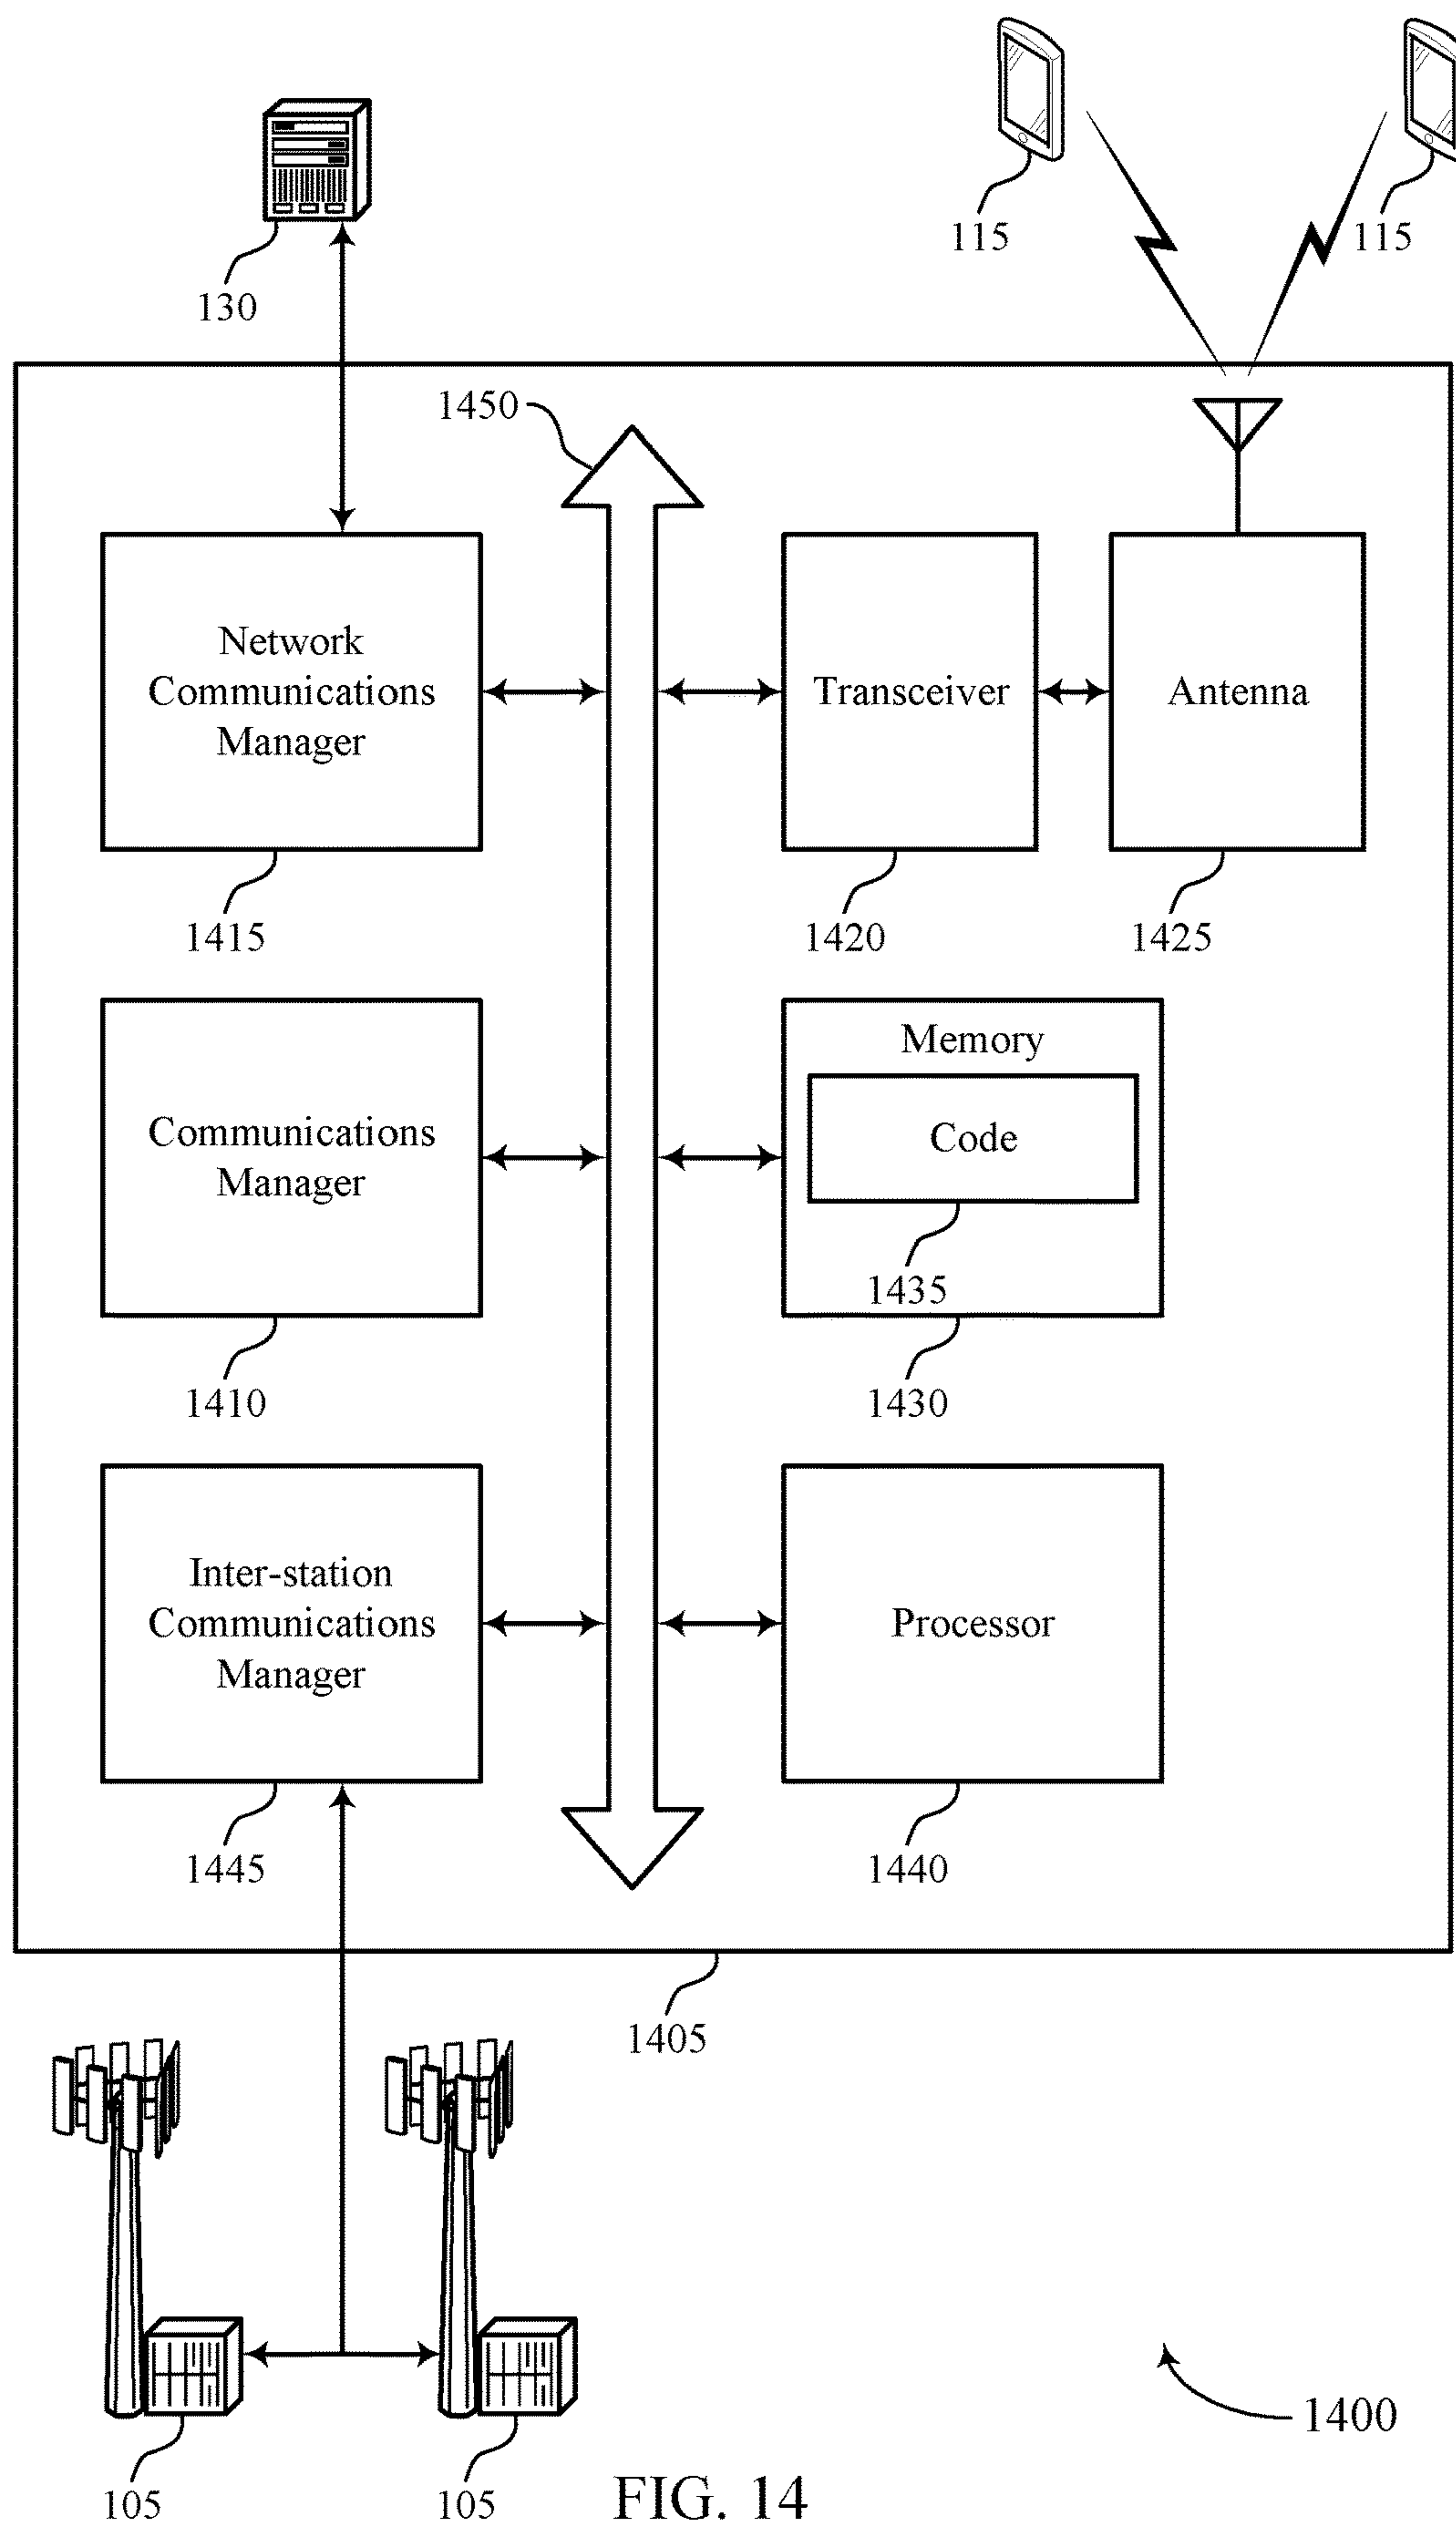 115
115
130
1450
Network
Communications
Manager
Transceiver
Antenna
1415
1420
1425
Communications
Manager
Memory
Code
1435
1410
1430
Inter-station
Communications
Manager
Processor
1445
1440
1405
1400
105
105
FIG. 14